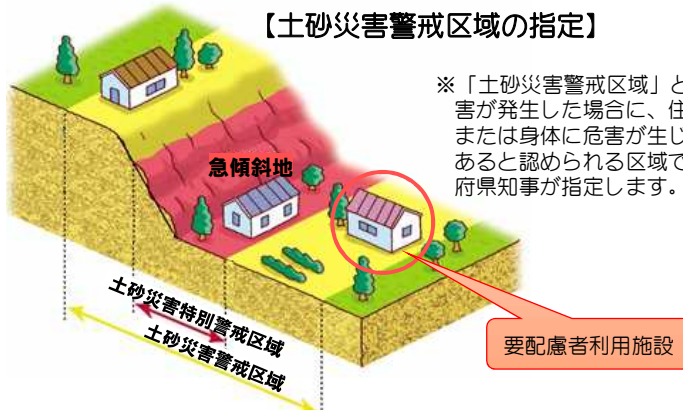 【土砂災害警戒区域の指定】
※「土砂災害警戒区域」と
害が発生した場合に、住
または身体に危害が生じ
あると認められる区域で
府県知事が指定します。
急傾斜地
土砂災害特別警戒区域
土砂災害警戒区域
要配慮者利用施設